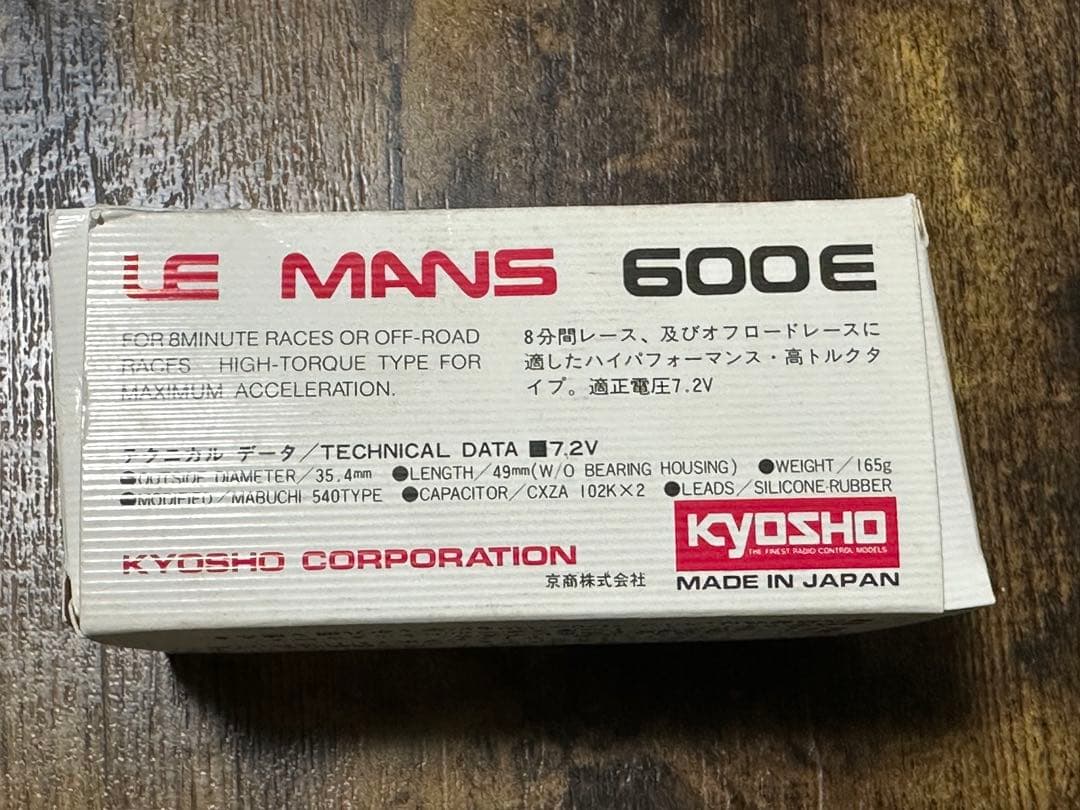 LE MANS 600E
FOR 8MINUTE RACES OR OFF-ROAD
RACES HIGH-TORQUE TYPE FOR
MAXIMUM ACCELERATION.
8分間レース、及びオフロードレースに
適したハイパフォーマンス・高トルクタ
イプ。適正電圧7.2V
テクニカル データ/TECHNICAL DATA ■7.2V
●OUTSIDE DIAMETER/35.4mm ●LENGTH/49mm(W/O BEARING HOUSING) ●WEIGHT/165g
●MODIFIED/MABUCHI 540TYPE ●CAPACITOR/CXZA 102K×2 ●LEADS/SILICONE-RUBBER
KYOSHO
THE FINEST RADIO CONTROL MODELS
KYOSHO CORPORATION
京商株式会社
MADE IN JAPAN